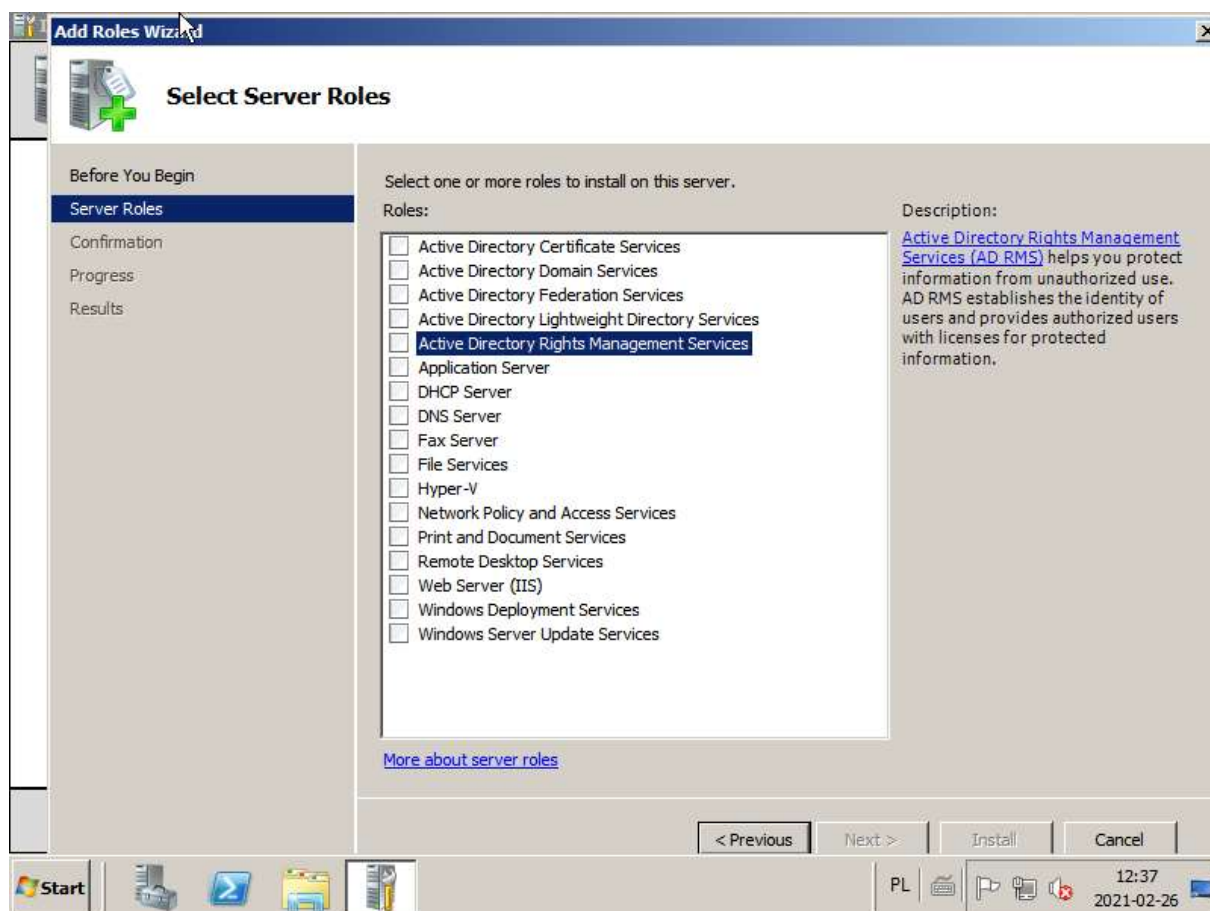 Add Roles Wizard
Select Server Roles
Before You Begin
Server Roles
Confirmation
Progress
Results
Select one or more roles to install on this server.
Roles:
Active Directory Certificate Services
Active Directory Domain Services
Active Directory Federation Services
Active Directory Lightweight Directory Services
Active Directory Rights Management Services
Application Server
DHCP Server
DNS Server
Fax Server
File Services
Hyper-V
Network Policy and Access Services
Print and Document Services
Remote Desktop Services
Web Server (IIS)
Windows Deployment Services
Windows Server Update Services
More about server roles
Description:
Active Directory Rights Management
Services (AD RMS) helps you protect
information from unauthorized use.
AD RMS establishes the identity of
users and provides authorized users
with licenses for protected
information.
< Previous
Next >
Install
Cancel
Start
PL
12:37
2021-02-26